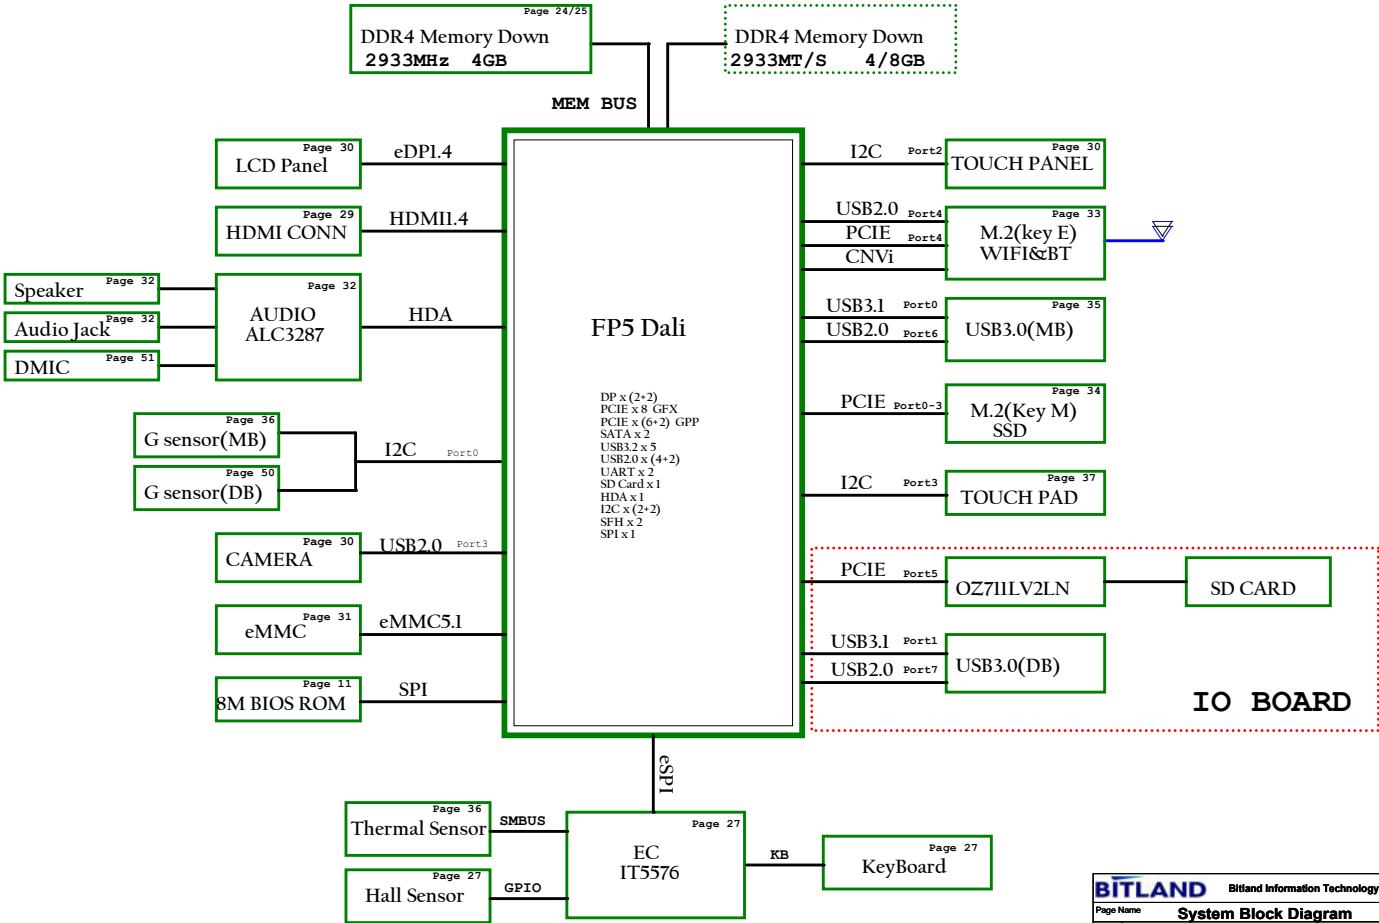 Page 24/25
DDR4 Memory Down
2933MHz 4GB
DDR4 Memory Down
2933MT/S 4/8GB
MEM BUS
Page 30
LCD Panel
eDP1.4
Page 29
HDMI CONN
HDMI1.4
Speaker
Page 32
Audio Jack
Page 32
DMIC
Page 51
Page 32
AUDIO
ALC3287
HDA
Page 36
G sensor(MB)
Page 50
G sensor(DB)
I2C Port0
Page 30
CAMERA
USB2.0 Port3
Page 31
eMMC
eMMC5.1
Page 11
8M BIOS ROM
SPI
FP5 Dali
DP x (2+2)
PCIE x 8 GFX
PCIE x (6+2) GPP
SATA x 2
USB3.2 x 5
USB2.0 x (4+2)
UART x 2
SD Card x 1
HDA x 1
I2C x (2+2)
SFH x 2
SPI x 1
I2C Port2
Page 30
TOUCH PANEL
USB2.0 Port4
PCIE Port4
CNVi
Page 33
M.2(key E)
WIFI&BT
USB3.1 Port0
USB2.0 Port6
Page 35
USB3.0(MB)
PCIE Port0-3
Page 34
M.2(Key M)
SSD
I2C Port3
Page 37
TOUCH PAD
PCIE Port5
OZ711LV2LN
SD CARD
USB3.1 Port1
USB2.0 Port7
USB3.0(DB)
IO BOARD
eSPI
Page 36
Thermal Sensor
SMBUS
Page 27
Hall Sensor
GPIO
Page 27
EC
IT5576
KB
Page 27
KeyBoard
BITLAND
Bitland Information Technology
Page Name
System Block Diagram